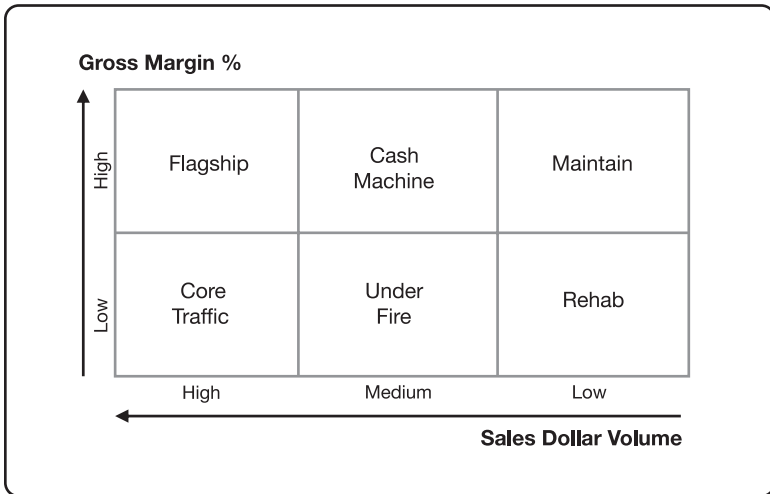 Gross Margin %
High
Flagship
Cash
Machine
Maintain
Low
Core
Traffic
Under
Fire
Rehab
High
Medium
Low
Sales Dollar Volume